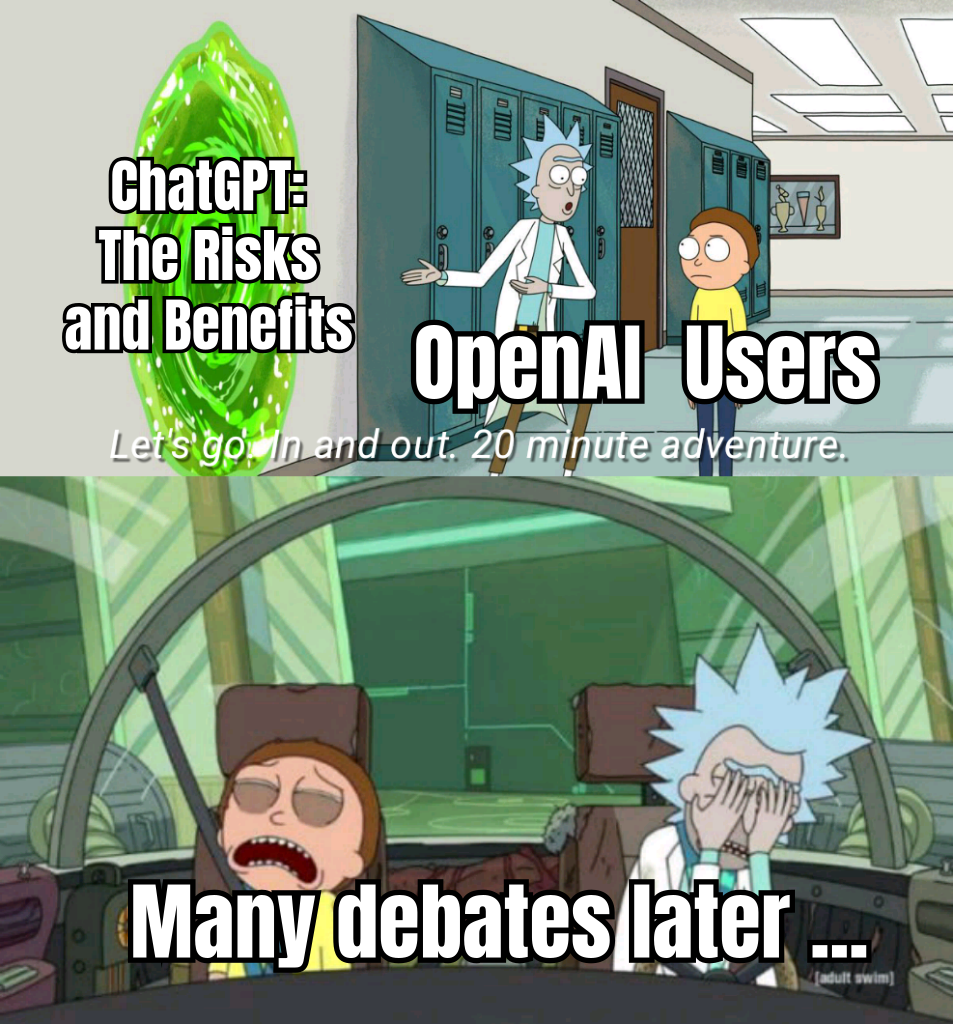 ChatGPT:
The Risks
and Benefits
OpenAI Users
Let's go. In and out. 20 minute adventure.
Many debates later ...
[adult swim]